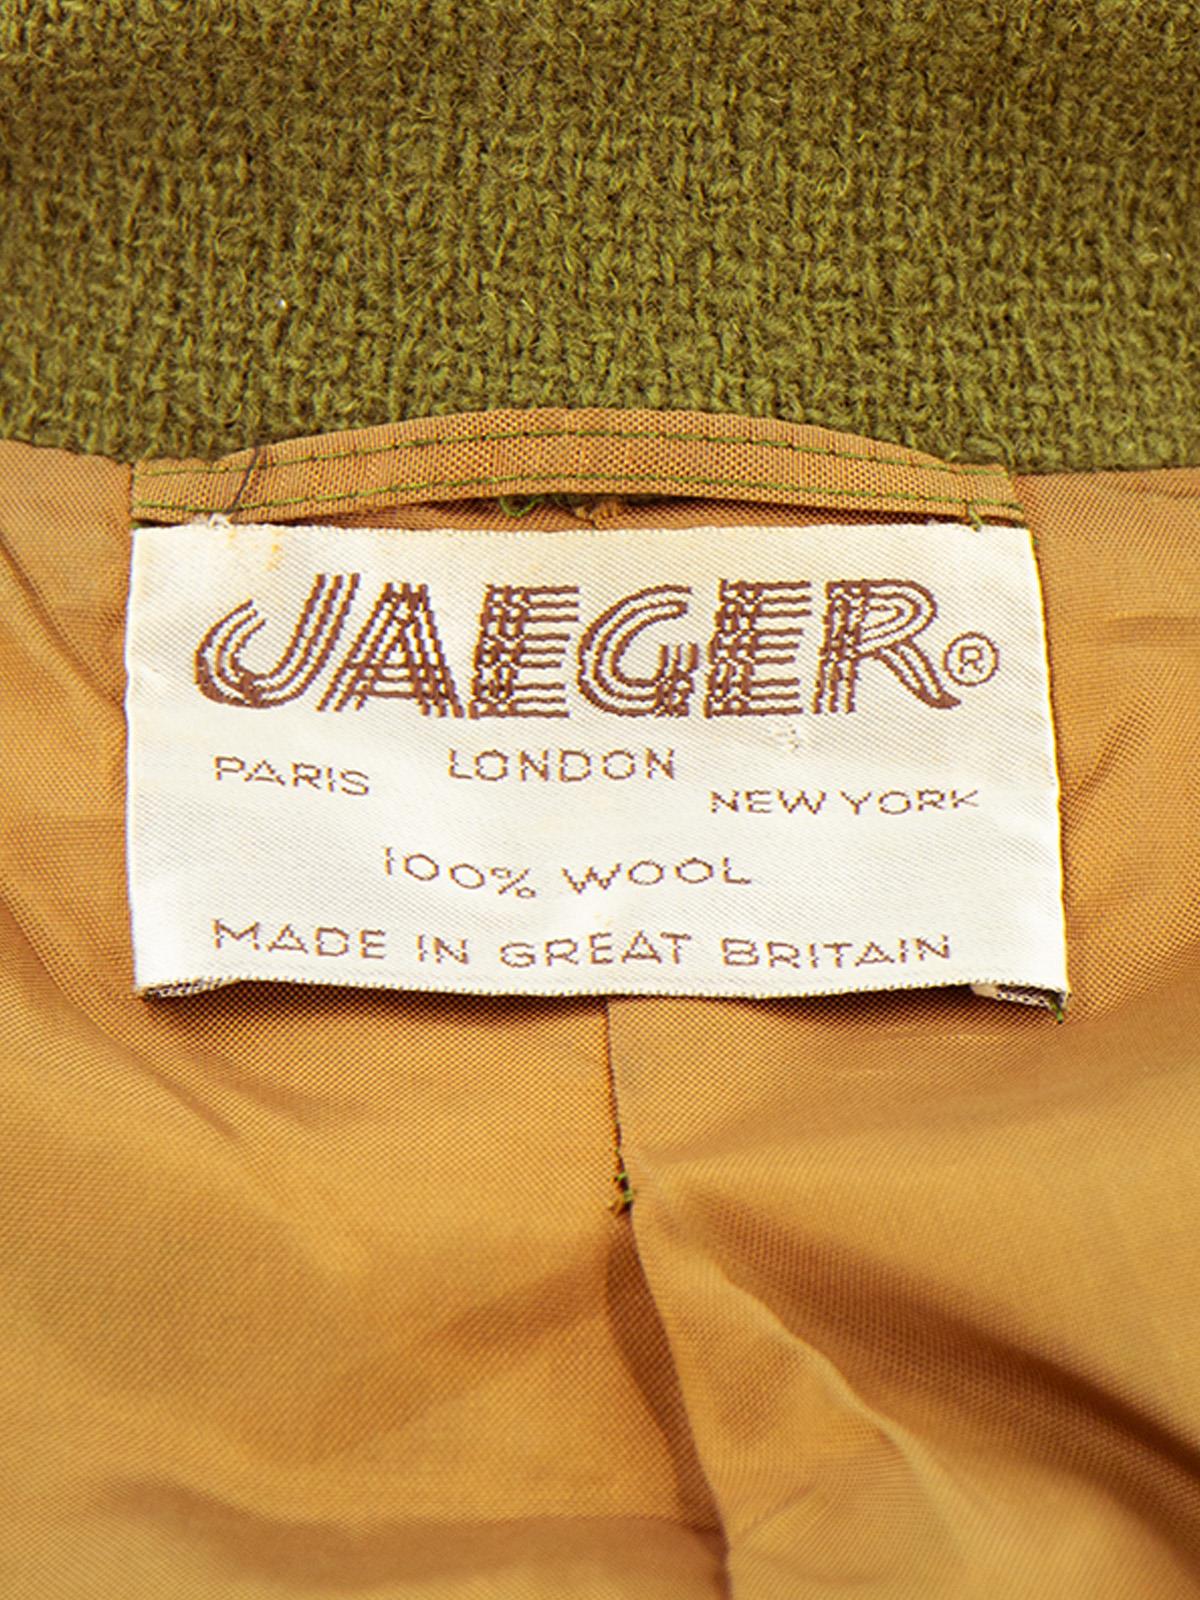 JAEGER®
PARIS LONDON NEW YORK
100% WOOL
MADE IN GREAT BRITAIN